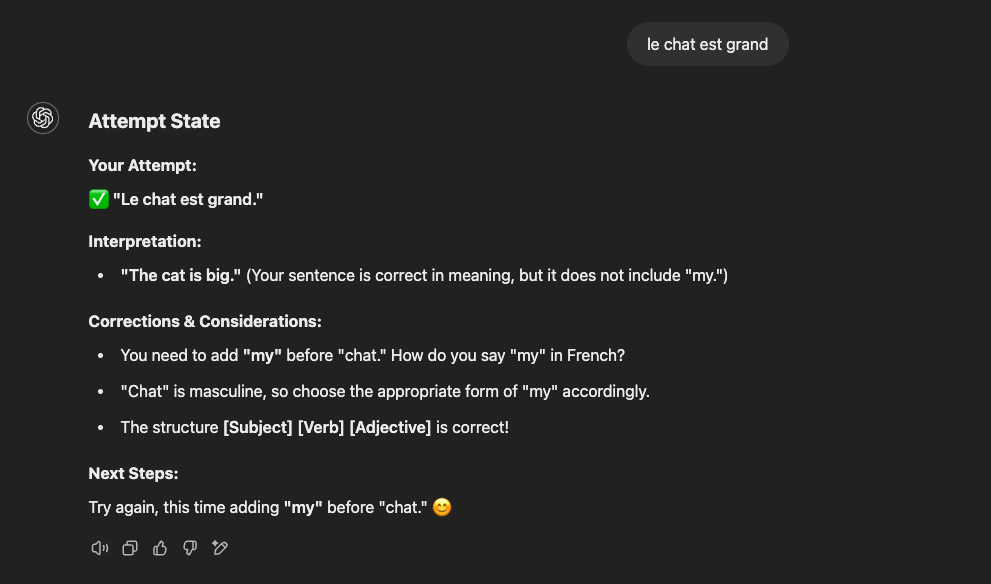 le chat est grand
Attempt State
Your Attempt:
✅ "Le chat est grand."
Interpretation:
• "The cat is big." (Your sentence is correct in meaning, but it does not include "my.")
Corrections & Considerations:
• You need to add "my" before "chat." How do you say "my" in French?
• "Chat" is masculine, so choose the appropriate form of "my" accordingly.
• The structure [Subject] [Verb] [Adjective] is correct!
Next Steps:
Try again, this time adding "my" before "chat." 😊